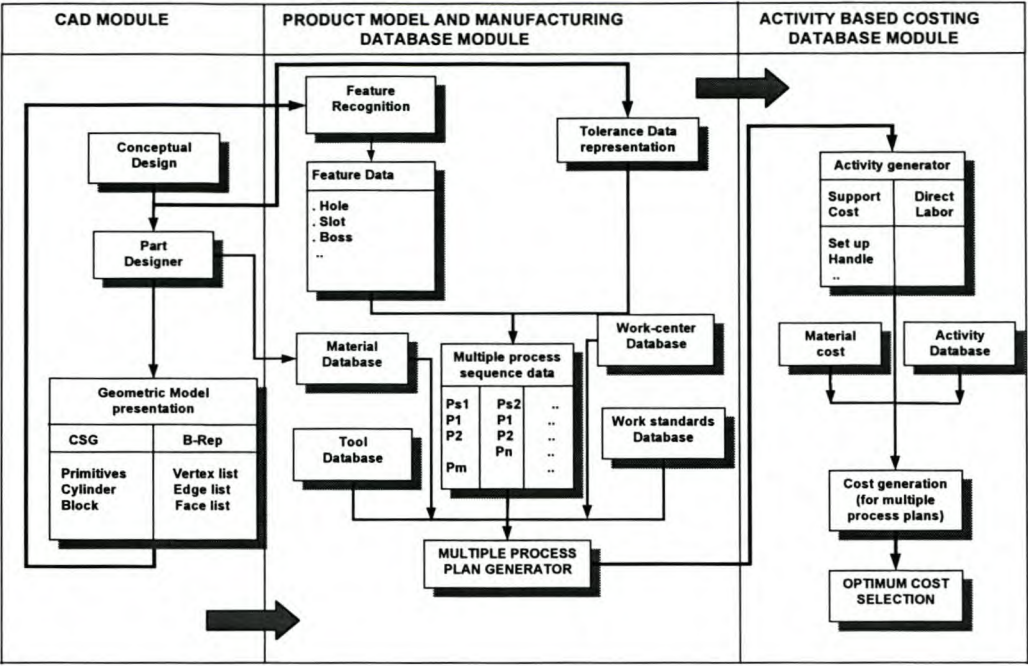 CAD MODULE
PRODUCT MODEL AND MANUFACTURING
DATABASE MODULE
ACTIVITY BASED COSTING
DATABASE MODULE
Conceptual
Design
Part
Designer
Geometric Model
presentation
CSG
B-Rep
Primitives
Cylinder
Block
Vertex list
Edge list
Face list
Feature
Recognition
Feature Data
. Hole
. Slot
. Boss
..
Tolerance Data
representation
Material
Database
Tool
Database
Multiple process
sequence data
Ps1 Ps2 ..
P1 P1 ..
P2 P2 ..
Pn ..
Pm ..
Work-center
Database
Work standards
Database
MULTIPLE PROCESS
PLAN GENERATOR
Activity generator
Support
Cost
Direct
Labor
Set up
Handle
..
Material
cost
Activity
Database
Cost generation
(for multiple
process plans)
OPTIMUM COST
SELECTION